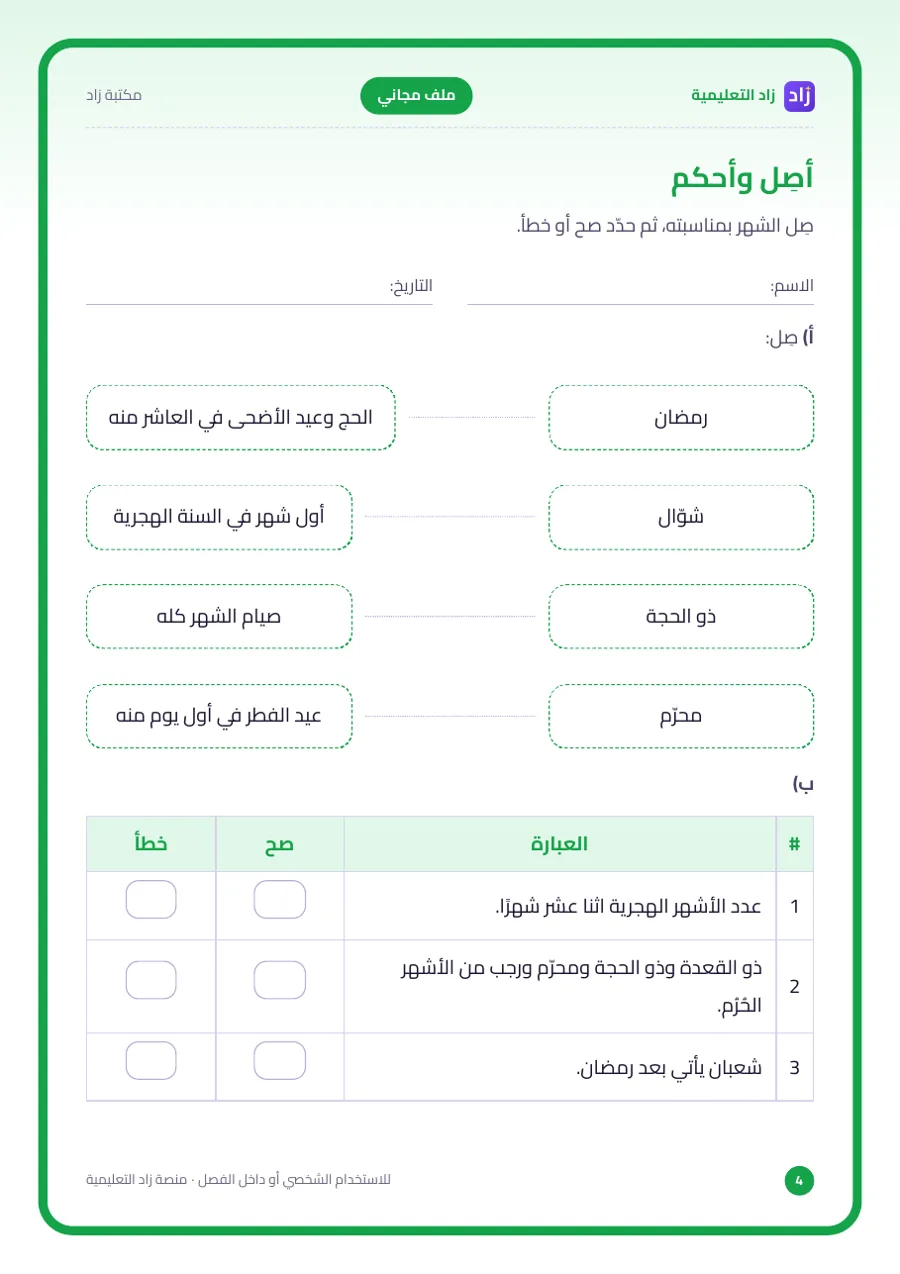 زاد
زاد التعليمية
ملف مجاني
مكتبة زاد
أصِل وأحكم
صِل الشهر بمناسبته، ثم حدّد صح أو خطأ.
الاسم:
التاريخ:
أ) صِل:
رمضان
الحج وعيد الأضحى في العاشر منه
شوّال
أول شهر في السنة الهجرية
ذو الحجة
صيام الشهر كله
محرّم
عيد الفطر في أول يوم منه
ب)
# العبارة صح خطأ
1 عدد الأشهر الهجرية اثنا عشر شهرًا.
2 ذو القعدة وذو الحجة ومحرّم ورجب من الأشهر
الحُرُم.
3 شعبان يأتي بعد رمضان.
4
للاستخدام الشخصي أو داخل الفصل · منصة زاد التعليمية